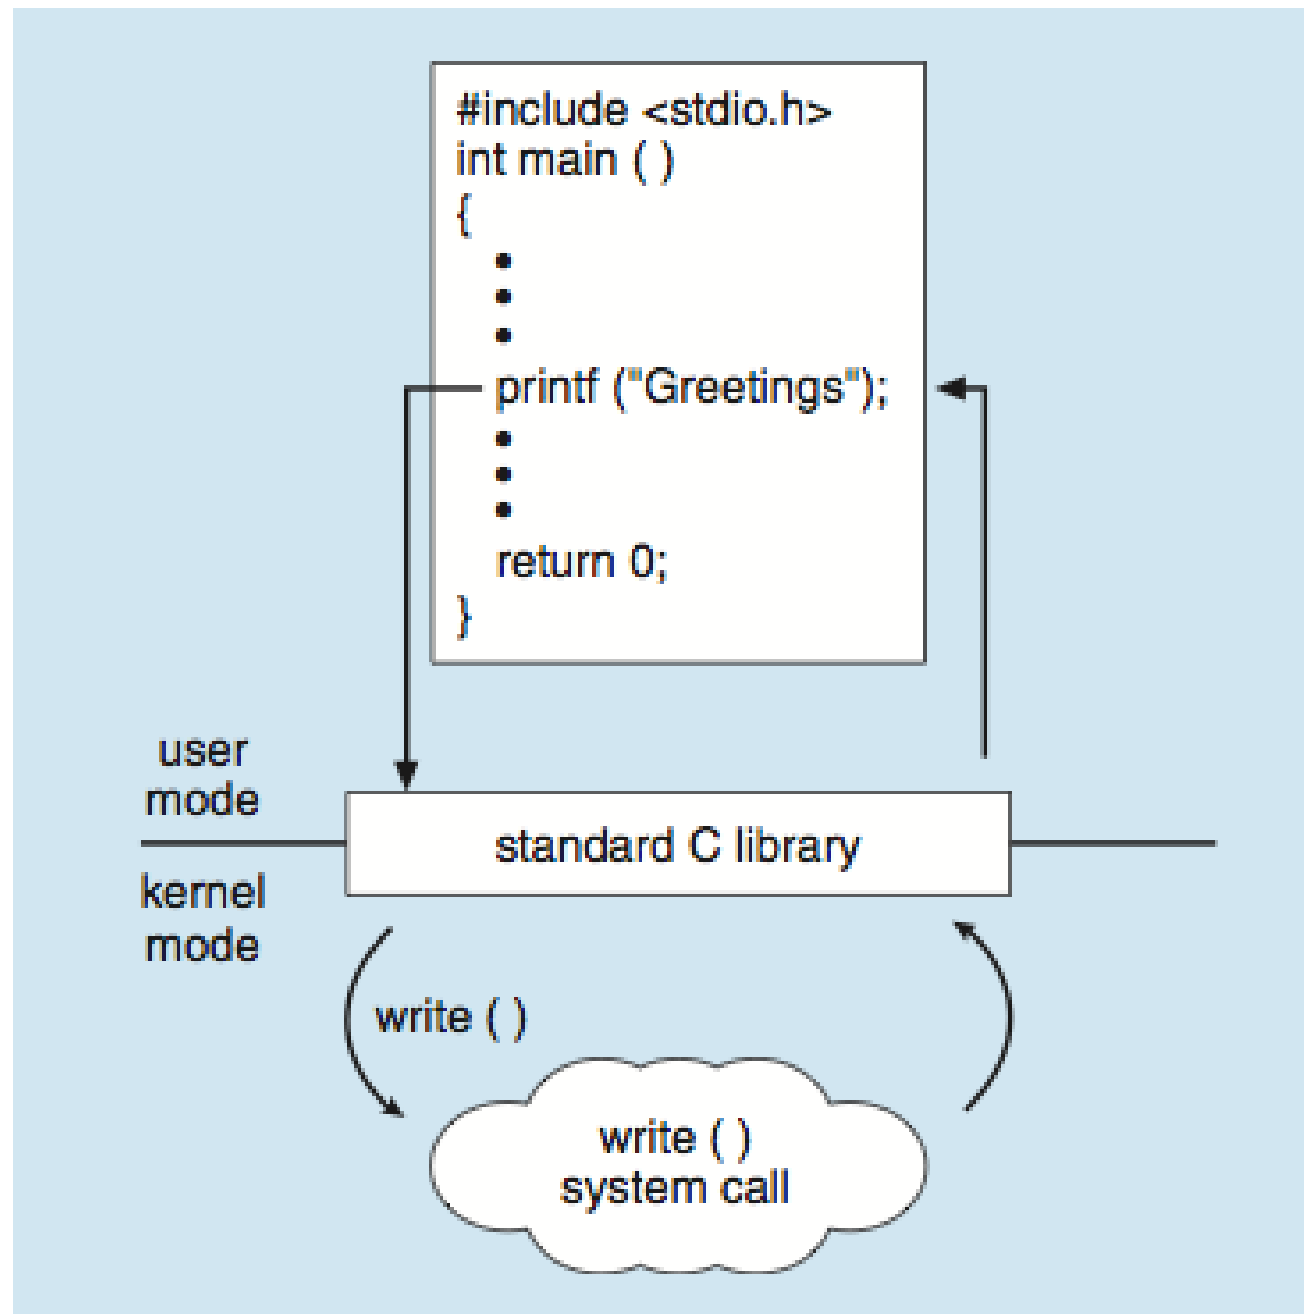 #include <stdio.h>
int main ( )
{
•
•
•
printf ("Greetings");
•
•
•
return 0;
}
user
mode
standard C library
kernel
mode
write ( )
write ( )
system call